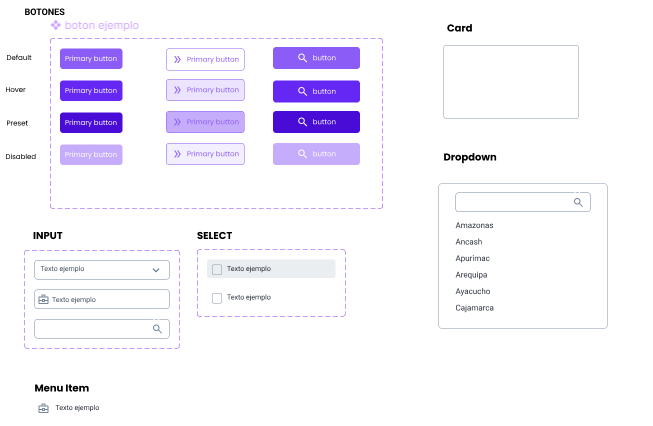 BOTONES
boton ejemplo
Default
Primary button
Primary button
button
Hover
Primary button
Primary button
button
Preset
Primary button
Primary button
button
Disabled
Primary button
Primary button
button
INPUT
Texto ejemplo
Texto ejemplo
SELECT
Texto ejemplo
Texto ejemplo
Menu Item
Texto ejemplo
Card
Dropdown
Amazonas
Ancash
Apurimac
Arequipa
Ayacucho
Cajamarca